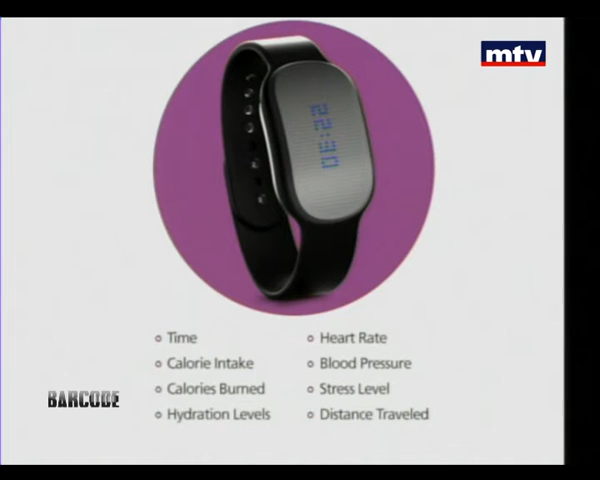 mtv
22:30
Time
Calorie Intake
Calories Burned
Hydration Levels
Heart Rate
Blood Pressure
Stress Level
Distance Traveled
BARCODE